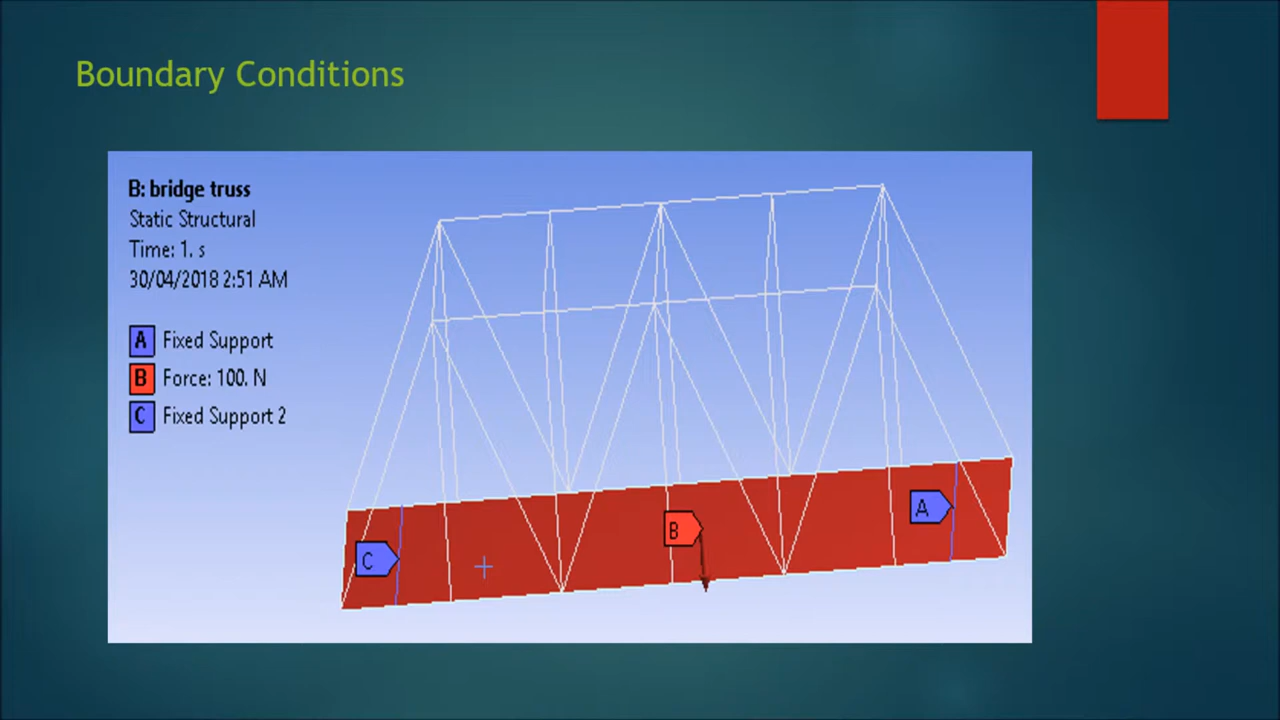 Boundary Conditions
B: bridge truss
Static Structural
Time: 1. s
30/04/2018 2:51 AM
A Fixed Support
B Force: 100. N
C Fixed Support 2
A
B
C